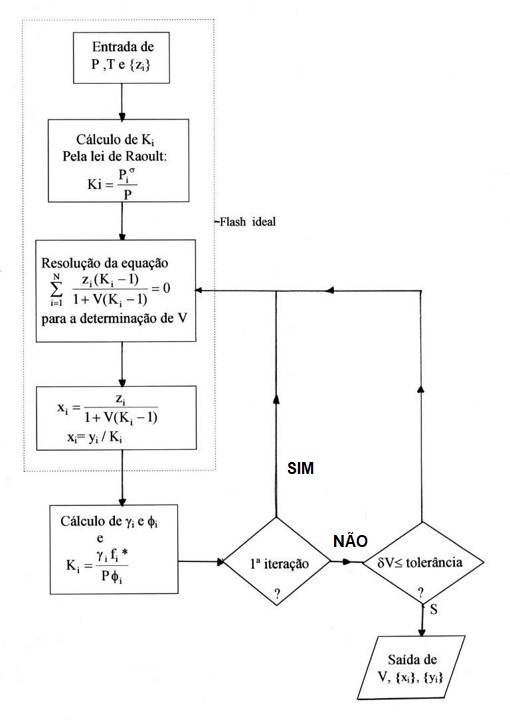 Entrada de
P ,T e {zᵢ}
Cálculo de Kᵢ
Pela lei de Raoult:
Ki = Pᵢ^σ / P
~Flash ideal
Resolução da equação
∑_{i=1}^{N} zᵢ(Kᵢ − 1) / 1 + V(Kᵢ − 1) = 0
para a determinação de V
xᵢ = zᵢ / 1 + V(Kᵢ − 1)
xᵢ= yᵢ / Kᵢ
SIM
Cálculo de γᵢ e ϕᵢ
e
Kᵢ = γᵢ fᵢ* / P ϕᵢ
1ª iteração
?
NÃO
δV≤ tolerância
?
S
Saída de
V, {xᵢ}, {yᵢ}